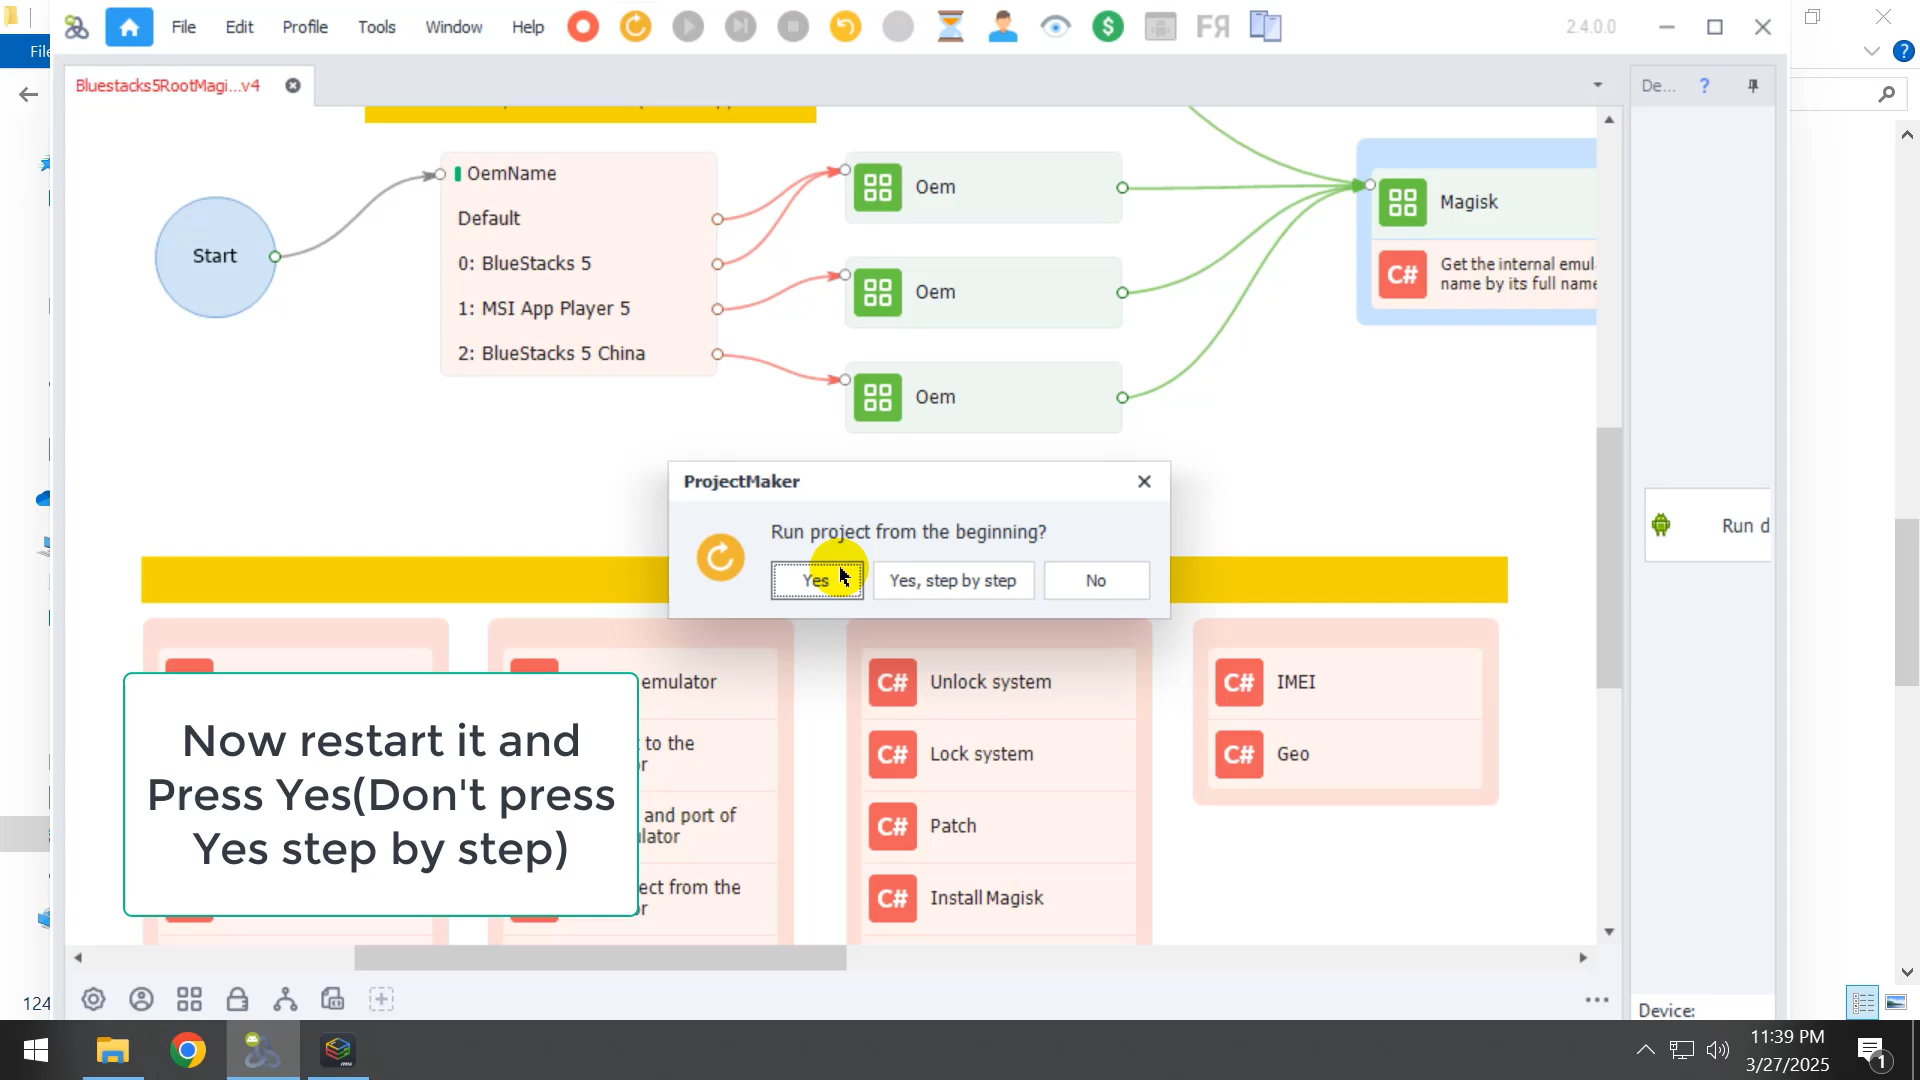 File
Edit
Profile
Tools
Window
Help
2.4.0.0
Fil
Bluestacks5RootMagi...v4
De...
OemName
Default
0: BlueStacks 5
1: MSI App Player 5
2: BlueStacks 5 China
Start
Oem
Oem
Oem
Magisk
C#
Get the internal emul
name by its full name
ProjectMaker
Run project from the beginning?
Yes
Yes, step by step
No
Run d
emulator
to the
and port of
ect from the
C# Unlock system
C# Lock system
C# Patch
C# Install Magisk
C# IMEI
C# Geo
Now restart it and
Press Yes(Don't press
Yes step by step)
Device:
124
11:39 PM
3/27/2025
1